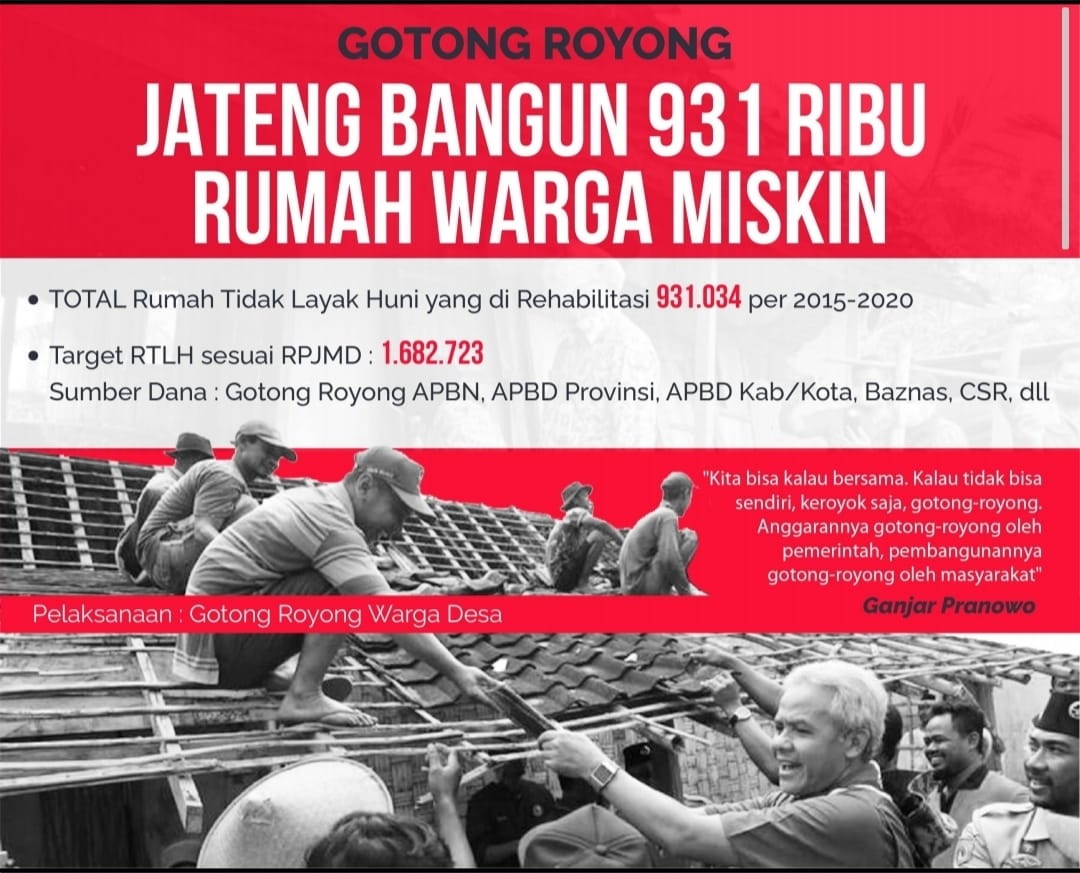 GOTONG ROYONG
JATENG BANGUN 931 RIBU
RUMAH WARGA MISKIN
• TOTAL Rumah Tidak Layak Huni yang di Rehabilitasi 931.034 per 2015-2020
• Target RTLH sesuai RPJMD : 1.682.723
Sumber Dana : Gotong Royong APBN, APBD Provinsi, APBD Kab/Kota, Baznas, CSR, dll
"Kita bisa kalau bersama. Kalau tidak bisa
sendiri, keroyok saja, gotong-royong.
Anggarannya gotong-royong oleh
pemerintah, pembangunannya
gotong-royong oleh masyarakat"
Ganjar Pranowo
Pelaksanaan : Gotong Royong Warga Desa